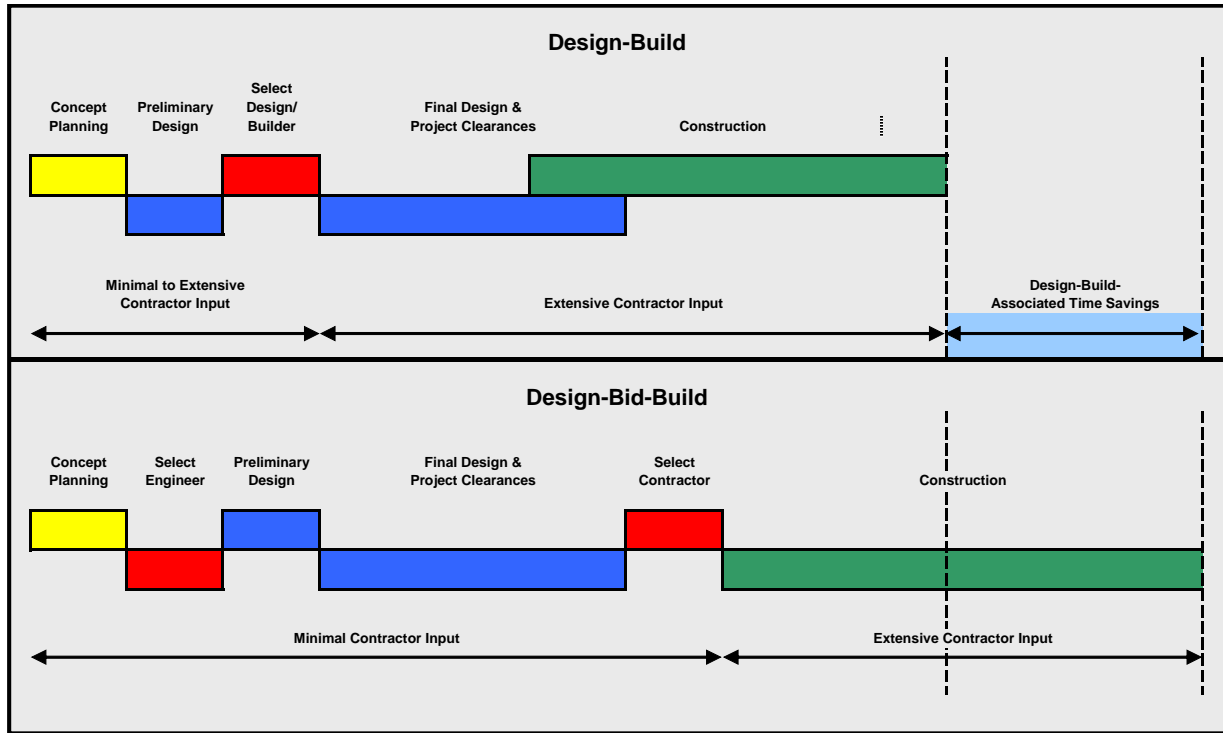 Design-Build
Concept
Planning
Preliminary
Design
Select
Design/
Builder
Final Design &
Project Clearances
Construction
Minimal to Extensive
Contractor Input
Extensive Contractor Input
Design-Build-
Associated Time Savings
Design-Bid-Build
Concept
Planning
Select
Engineer
Preliminary
Design
Final Design &
Project Clearances
Select
Contractor
Construction
Minimal Contractor Input
Extensive Contractor Input